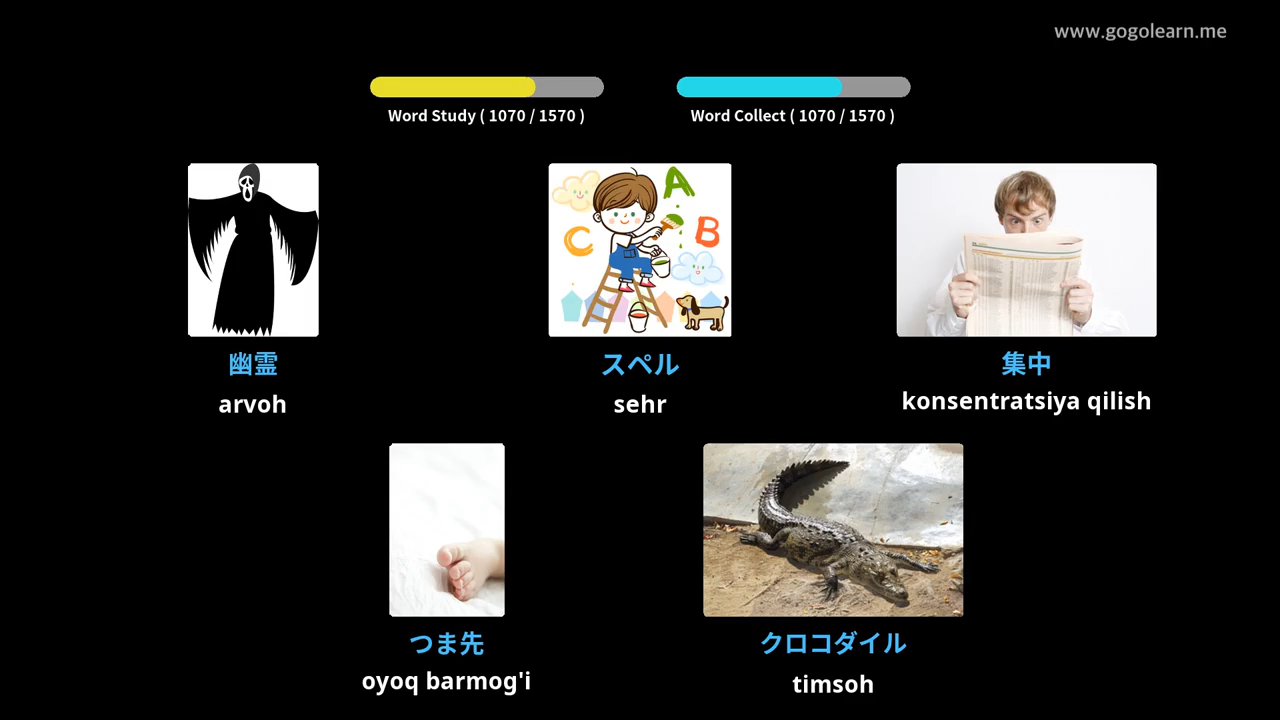 www.gogolearn.me
Word Study ( 1070 / 1570 )
Word Collect ( 1070 / 1570 )
A
B
C
幽霊
arvoh
スペル
sehr
集中
konsentratsiya qilish
つま先
oyoq barmog'i
クロコダイル
timsoh